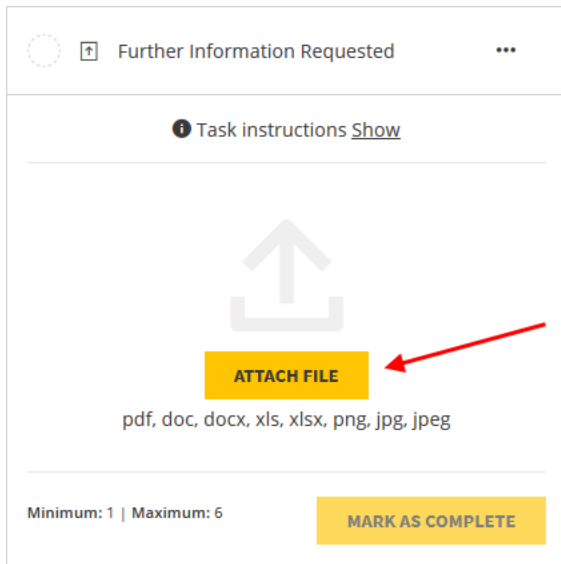 Further Information Requested
Task instructions Show
ATTACH FILE
pdf, doc, docx, xls, xlsx, png, jpg, jpeg
Minimum: 1 | Maximum: 6
MARK AS COMPLETE